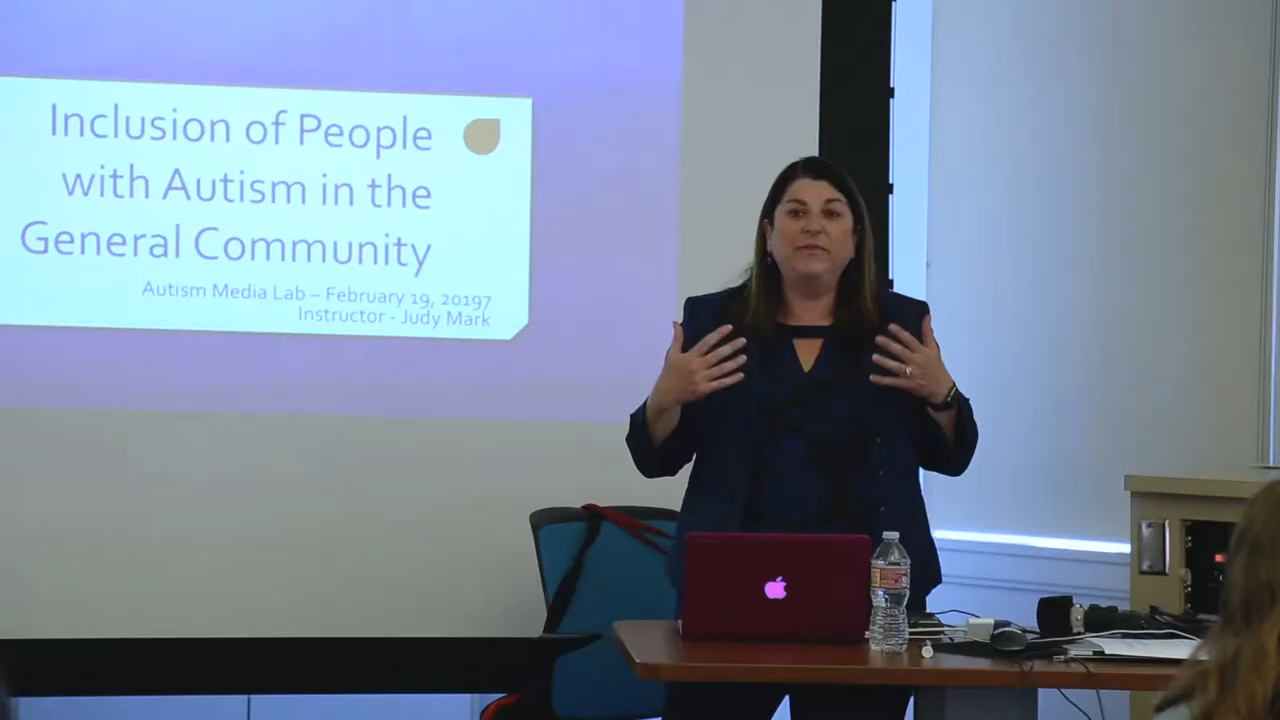 Inclusion of People
with Autism in the
General Community
Autism Media Lab – February 19, 20197
Instructor - Judy Mark